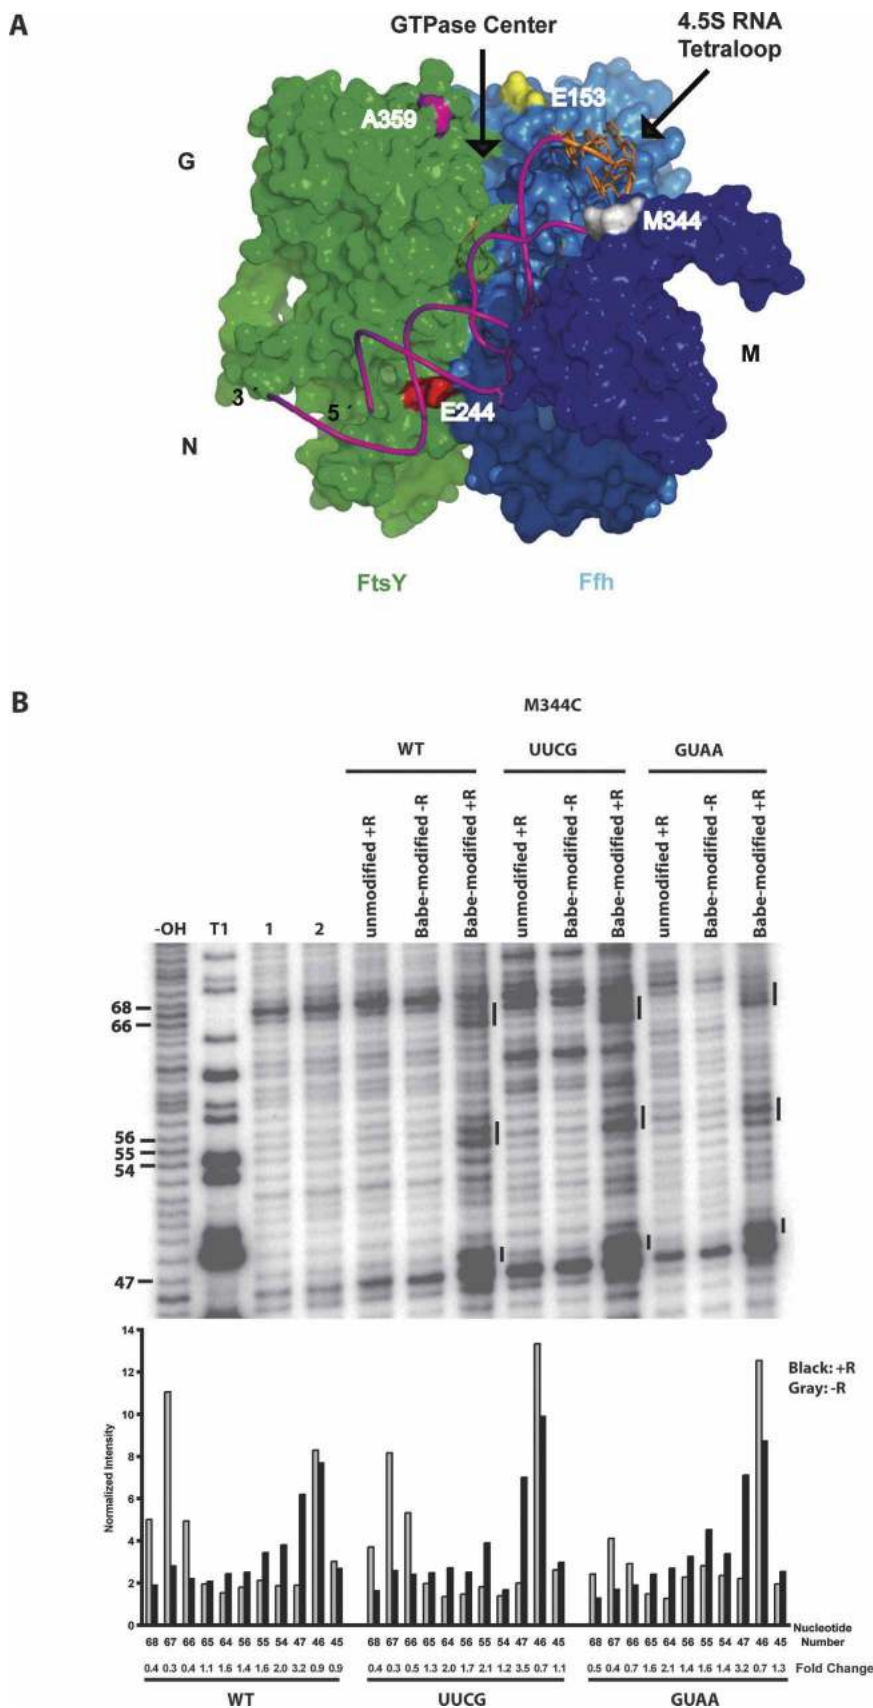 A
GTPase Center
4.5S RNA
Tetraloop
E153
A359
G
M344
M
3 ´
5 ´
E244
N
FtsY
Ffh
B
M344C
WT
UUCG
GUAA
unmodified +R
Babe-modified -R
Babe-modified +R
unmodified +R
Babe-modified -R
Babe-modified +R
unmodified +R
Babe-modified -R
Babe-modified +R
-OH
T1
1
2
68
66
56
55
54
47
14
12
10
8
6
4
2
0
Normalized Intensity
Black: +R
Gray: -R
68 67 66 65 64 56 55 54 47 46 45 68 67 66 65 64 56 55 54 47 46 45 68 67 66 65 64 56 55 54 47 46 45 Nucleotide Number
0.4 0.3 0.4 1.1 1.6 1.4 1.6 2.0 3.2 0.9 0.9 0.4 0.3 0.5 1.3 2.0 1.7 2.1 1.2 3.5 0.7 1.1 0.5 0.4 0.7 1.6 2.1 1.4 1.6 1.4 3.2 0.7 1.3 Fold Change
WT
UUCG
GUAA